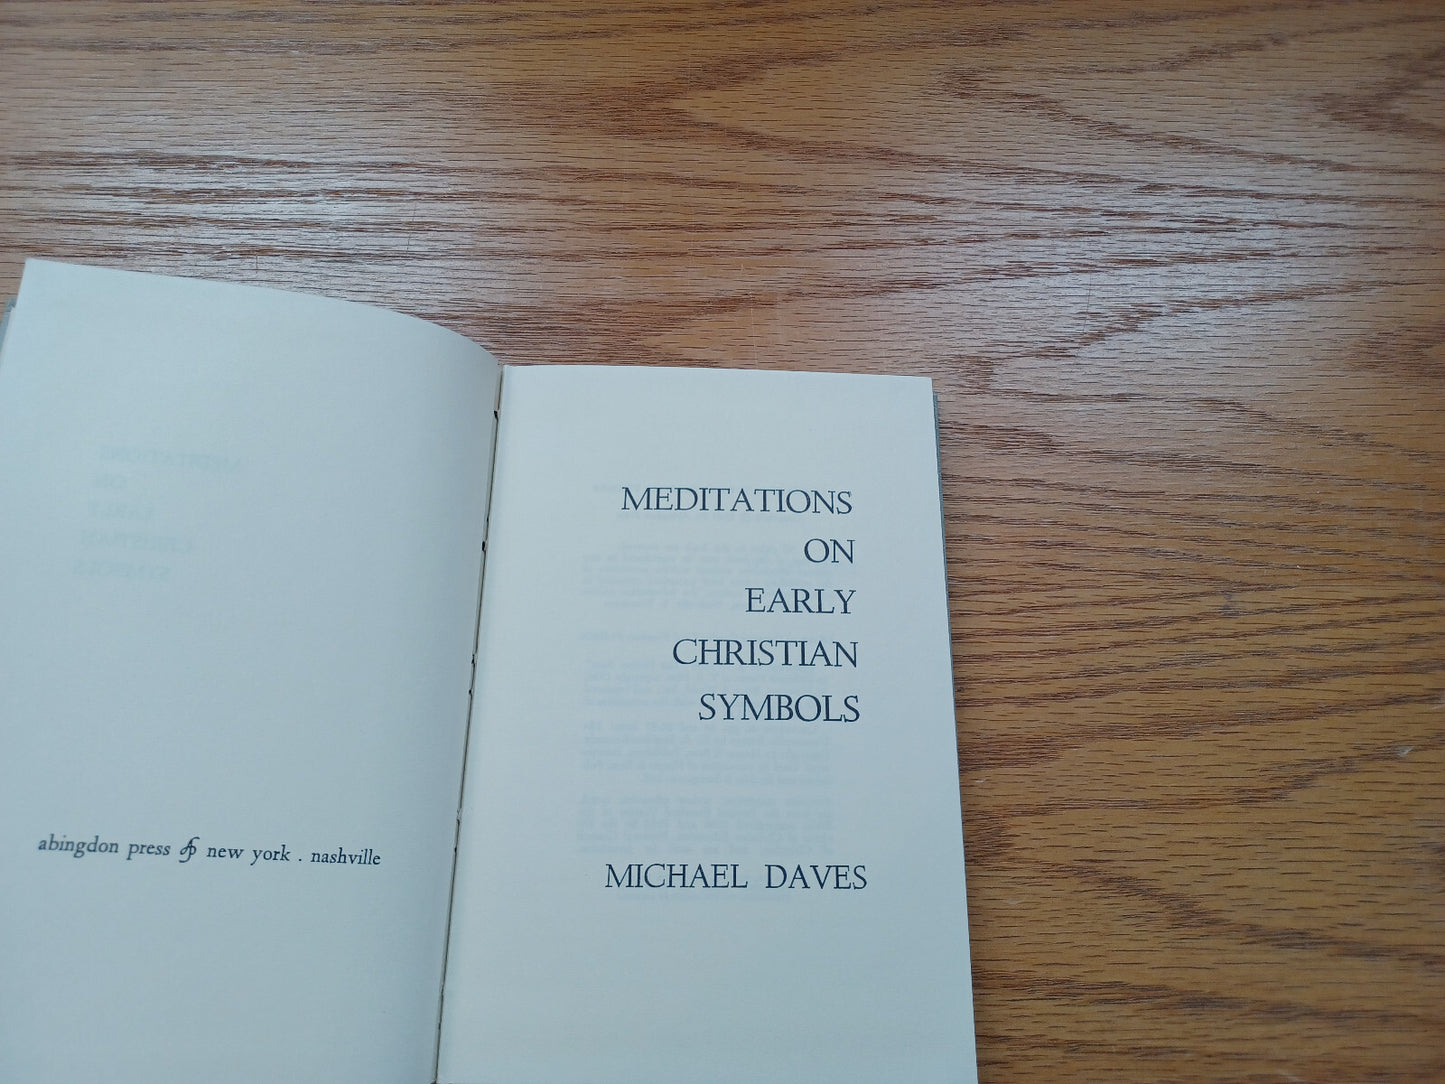 abingdon press new york . nashville
MEDITATIONS
ON
EARLY
CHRISTIAN
SYMBOLS
MICHAEL DAVES